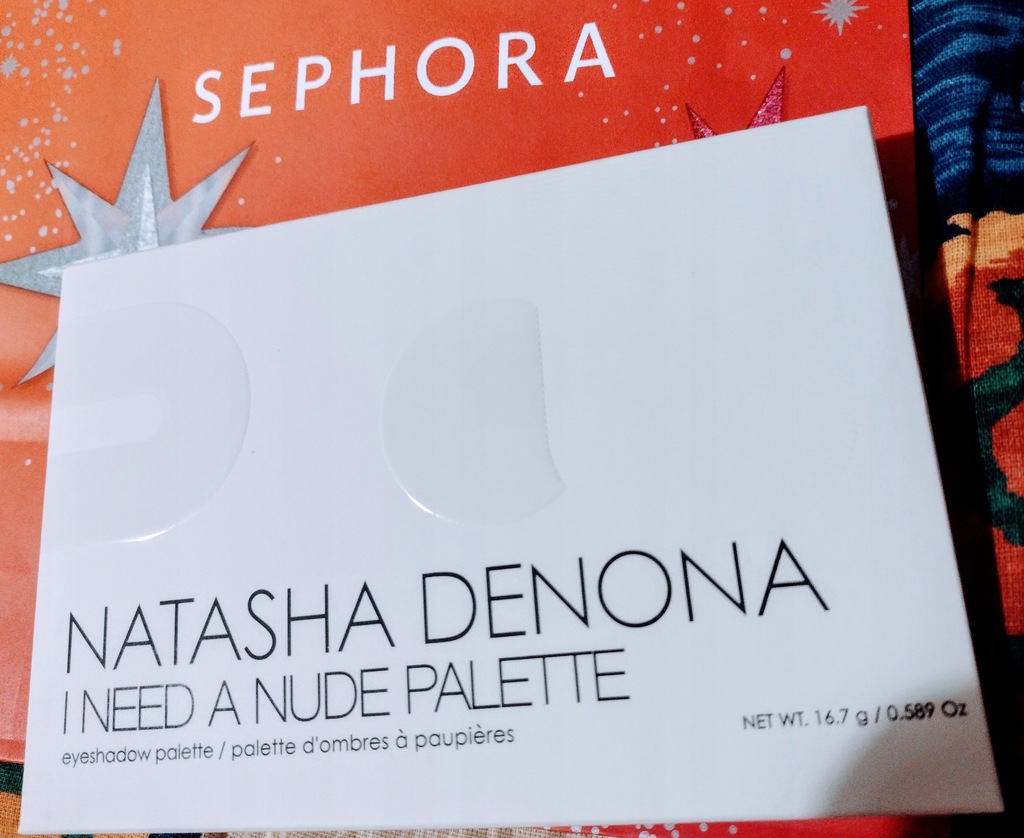 SEPHORA
NATASHA DENONA
I NEED A NUDE PALETTE
eyeshadow palette / palette d'ombres à paupières
NET WT. 16.7 g / 0.589 Oz